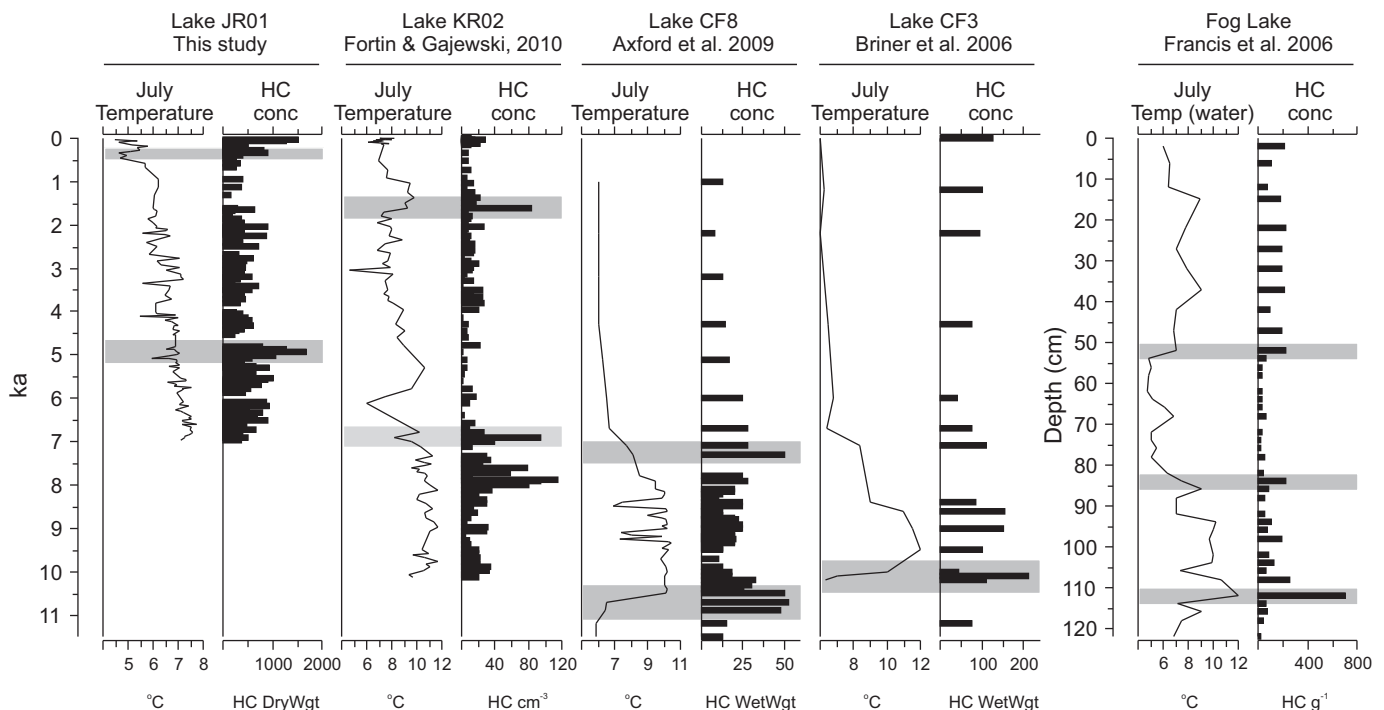 Lake JR01
This study
Lake KR02
Fortin & Gajewski, 2010
Lake CF8
Axford et al. 2009
Lake CF3
Briner et al. 2006
Fog Lake
Francis et al. 2006
July
Temperature
HC
conc
July
Temperature
HC
conc
July
Temperature
HC
conc
July
Temperature
HC
conc
July
Temp (water)
HC
conc
ka
0
1
2
3
4
5
6
7
8
9
10
11
Depth (cm)
0
10
20
30
40
50
60
70
80
90
100
110
120
5 6 7 8
1000 2000
6 8 10 12
40 80 120
7 9 11
25 50
8 10 12
100 200
6 8 10 12
400 800
°C
HC DryWgt
°C
HC cm⁻³
°C
HC WetWgt
°C
HC WetWgt
°C
HC g⁻¹